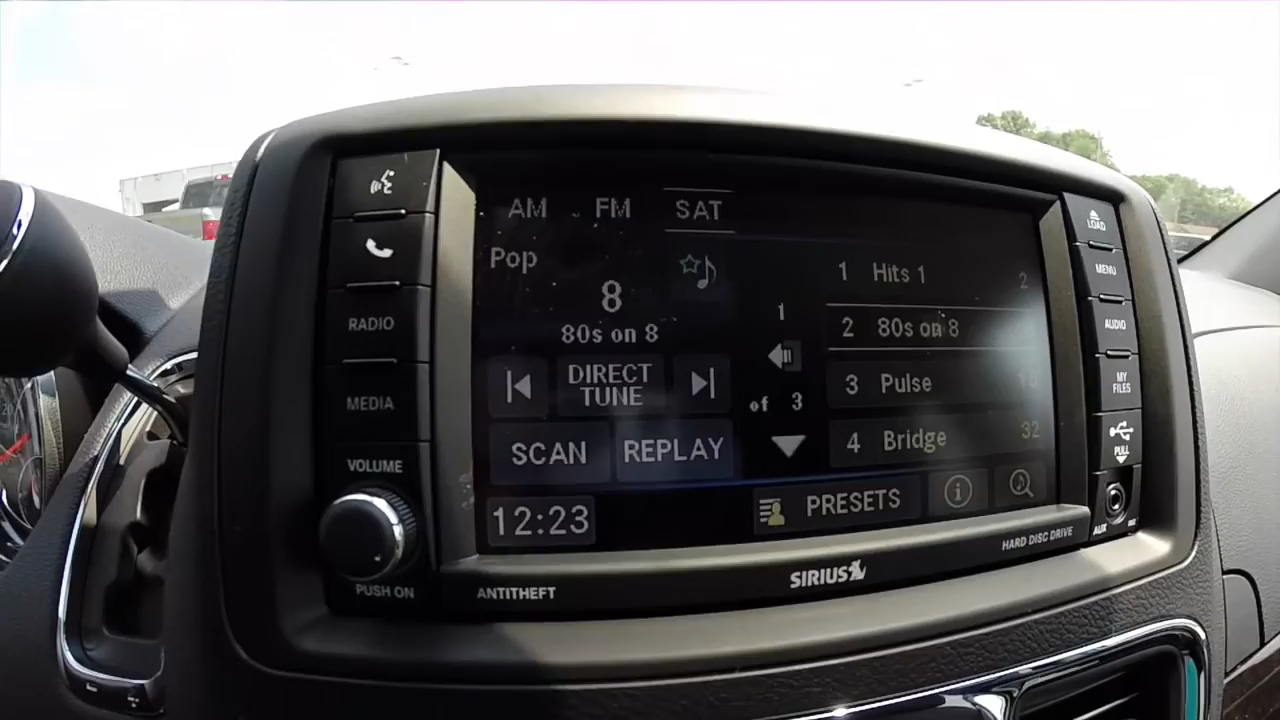 AM FM SAT
Pop
8
80s on 8
DIRECT
TUNE
SCAN REPLAY
12:23
1
of 3
1 Hits 1 2
2 80s on 8
3 Pulse
4 Bridge 32
PRESETS
RADIO
MEDIA
VOLUME
PUSH ON
ANTITHEFT
SIRIUS
HARD DISC DRIVE
LOAD
MENU
AUDIO
MY
FILES
PULL
AUX
20